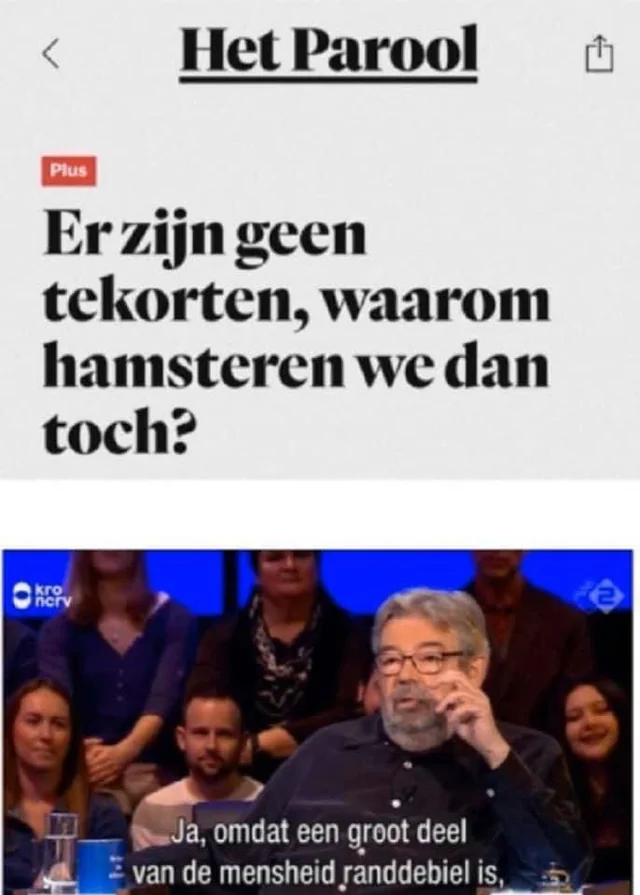 Het Parool
Plus
Er zijn geen
tekorten, waarom
hamsteren we dan
toch?
kro
ncrv
2
Ja, omdat een groot deel
van de mensheid randdebiel is,